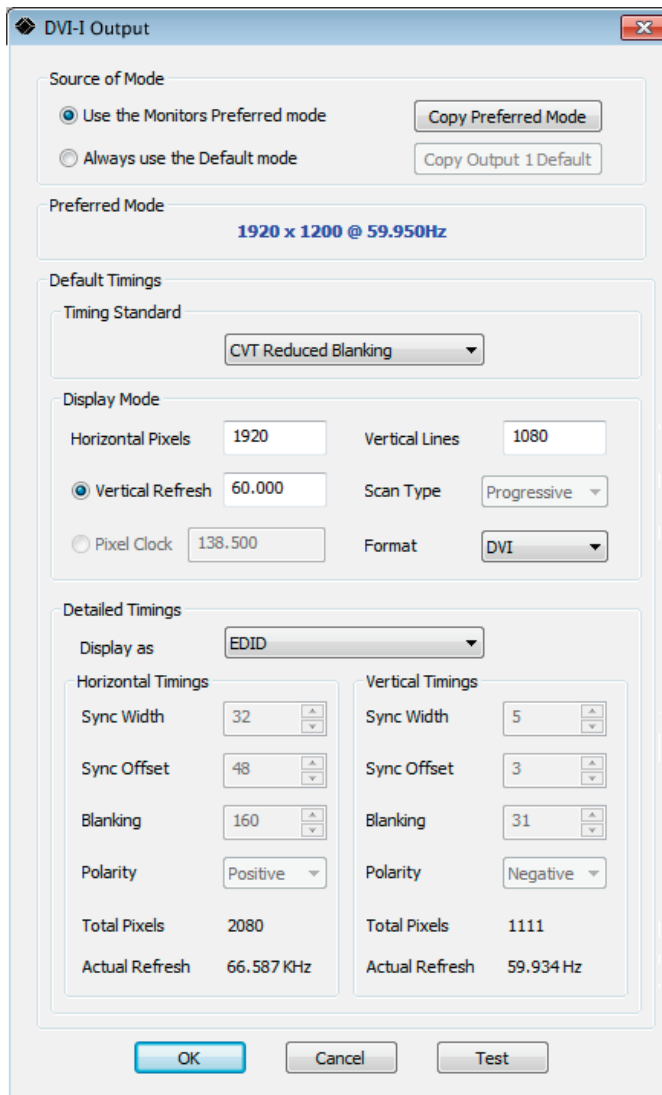 DVI-I Output
Source of Mode
Use the Monitors Preferred mode
Copy Preferred Mode
Always use the Default mode
Copy Output 1 Default
Preferred Mode
1920 x 1200 @ 59.950Hz
Default Timings
Timing Standard
CVT Reduced Blanking
Display Mode
Horizontal Pixels 1920 Vertical Lines 1080
Vertical Refresh 60.000 Scan Type Progressive
Pixel Clock 138.500 Format DVI
Detailed Timings
Display as EDID
Horizontal Timings
Sync Width 32
Sync Offset 48
Blanking 160
Polarity Positive
Total Pixels 2080
Actual Refresh 66.587 KHz
Vertical Timings
Sync Width 5
Sync Offset 3
Blanking 31
Polarity Negative
Total Pixels 1111
Actual Refresh 59.934 Hz
OK Cancel Test